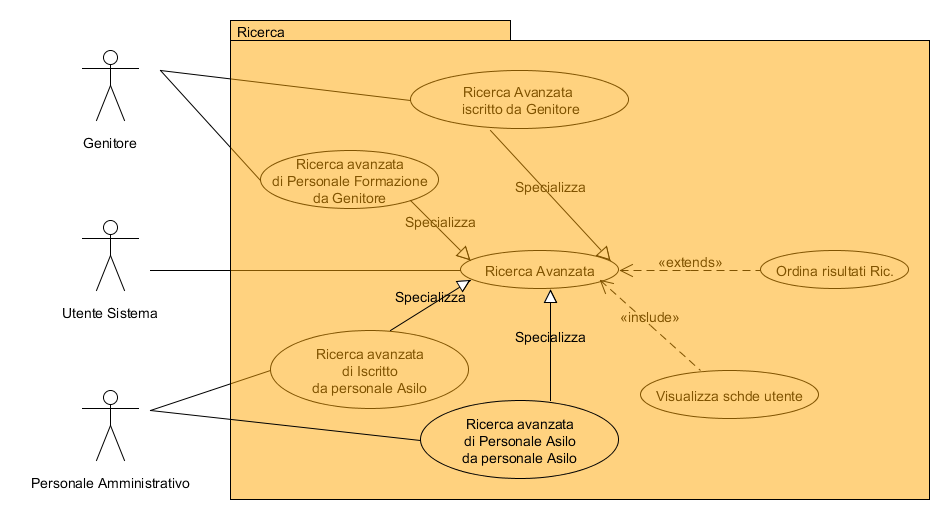 Ricerca
Genitore
Ricerca Avanzata
iscritto da Genitore
Ricerca avanzata
di Personale Formazione
da Genitore
Specializza
Specializza
Utente Sistema
Ricerca Avanzata
«extends»
Ordina risultati Ric.
Specializza
«include»
Specializza
Ricerca avanzata
di Iscritto
da personale Asilo
Visualizza schde utente
Personale Amministrativo
Ricerca avanzata
di Personale Asilo
da personale Asilo